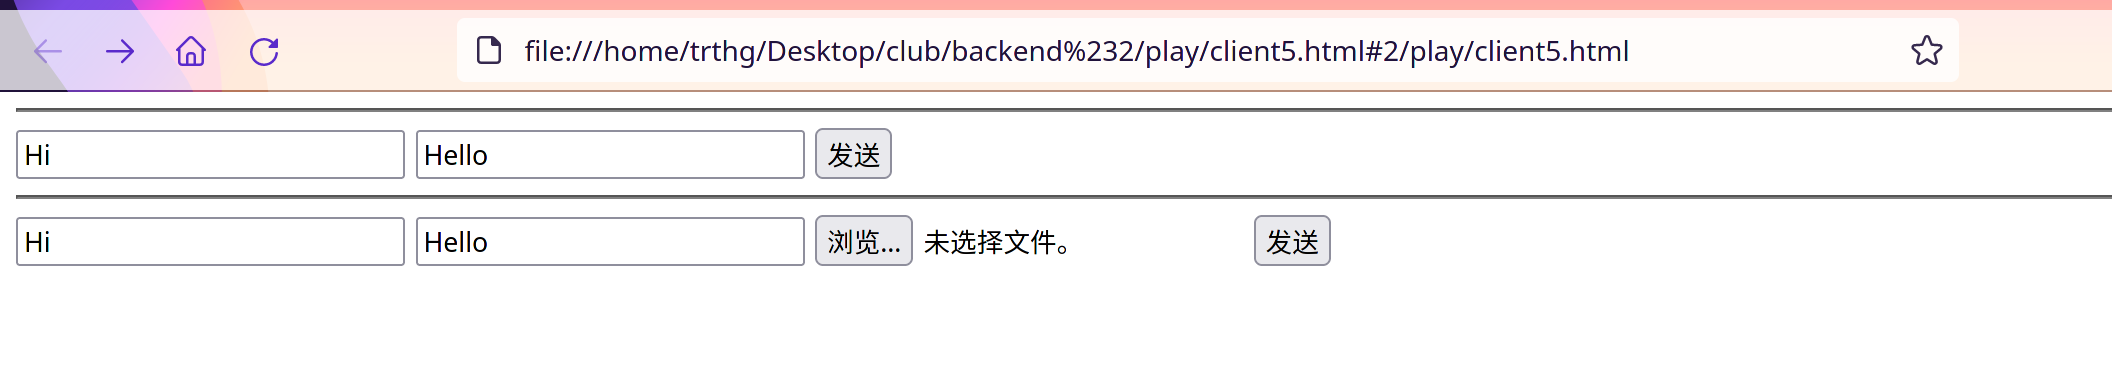 file:///home/trthg/Desktop/club/backend%232/play/client5.html#2/play/client5.html
Hi Hello 发送
Hi Hello 浏览… 未选择文件。 发送